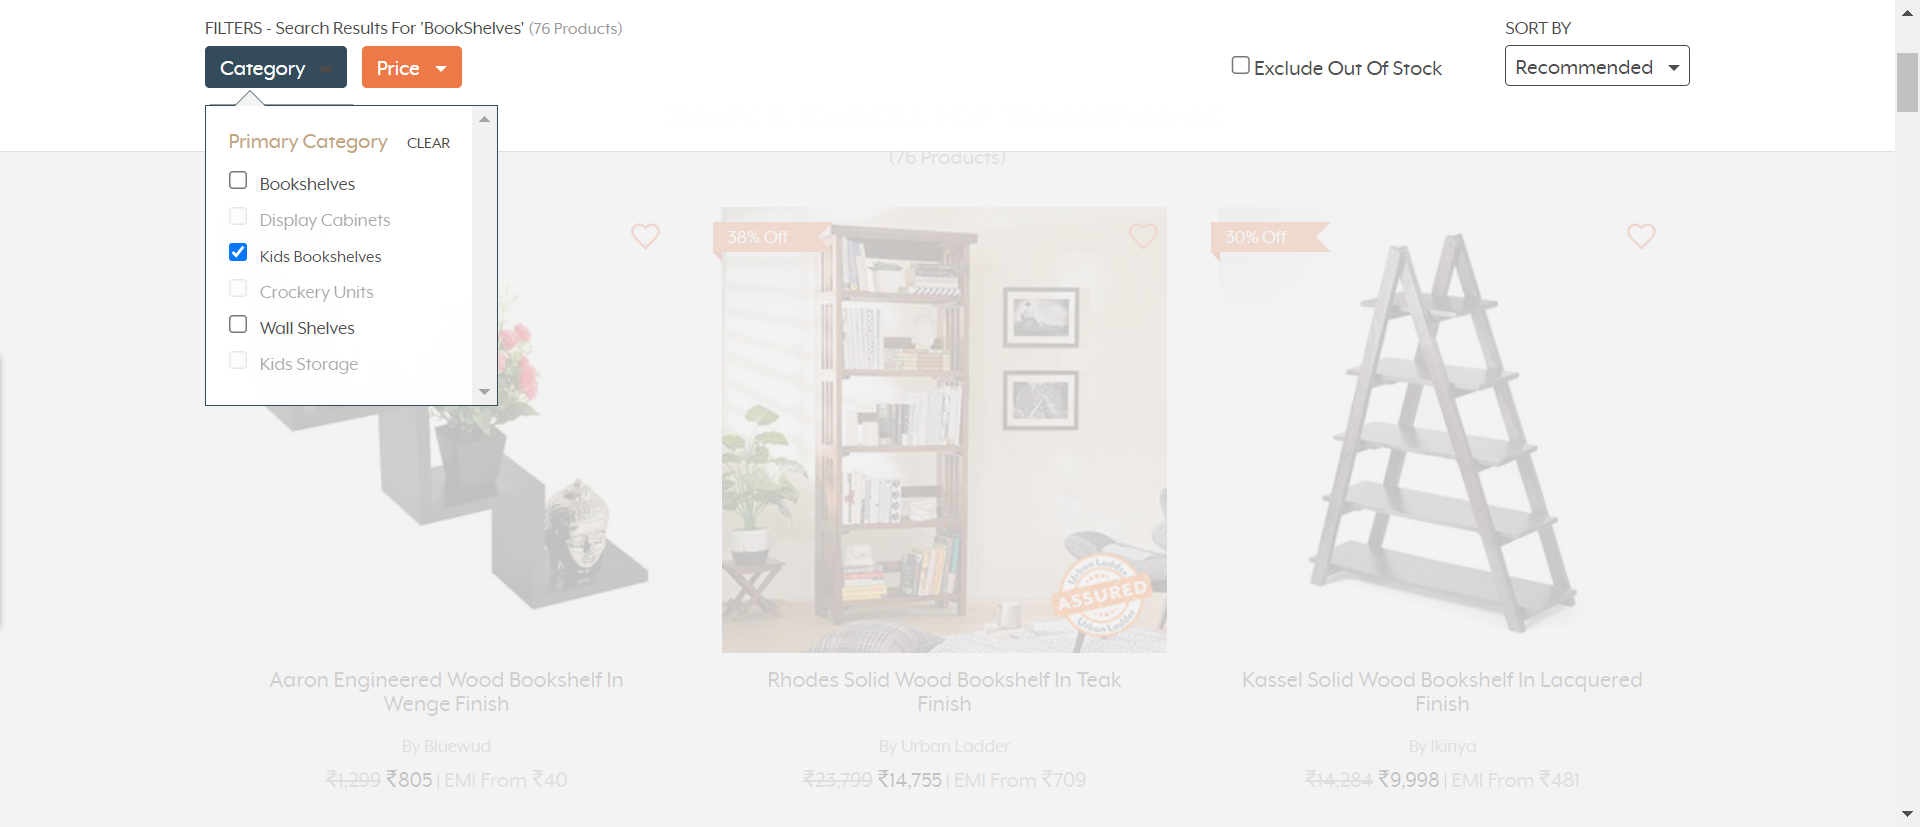 FILTERS - Search Results For 'BookShelves' (76 Products)
SORT BY
Category
Price
Exclude Out Of Stock
Recommended
Primary Category CLEAR
Bookshelves
Display Cabinets
Kids Bookshelves
Crockery Units
Wall Shelves
Kids Storage
(76 Products)
38% Off
30% Off
Urban Ladder
ASSURED
Urban Ladder
Aaron Engineered Wood Bookshelf In
Wenge Finish
By Bluewud
₹1,299 ₹805 | EMI From ₹40
Rhodes Solid Wood Bookshelf In Teak
Finish
By Urban Ladder
₹23,799 ₹14,755 | EMI From ₹709
Kassel Solid Wood Bookshelf In Lacquered
Finish
By Ikiriya
₹14,284 ₹9,998 | EMI From ₹481